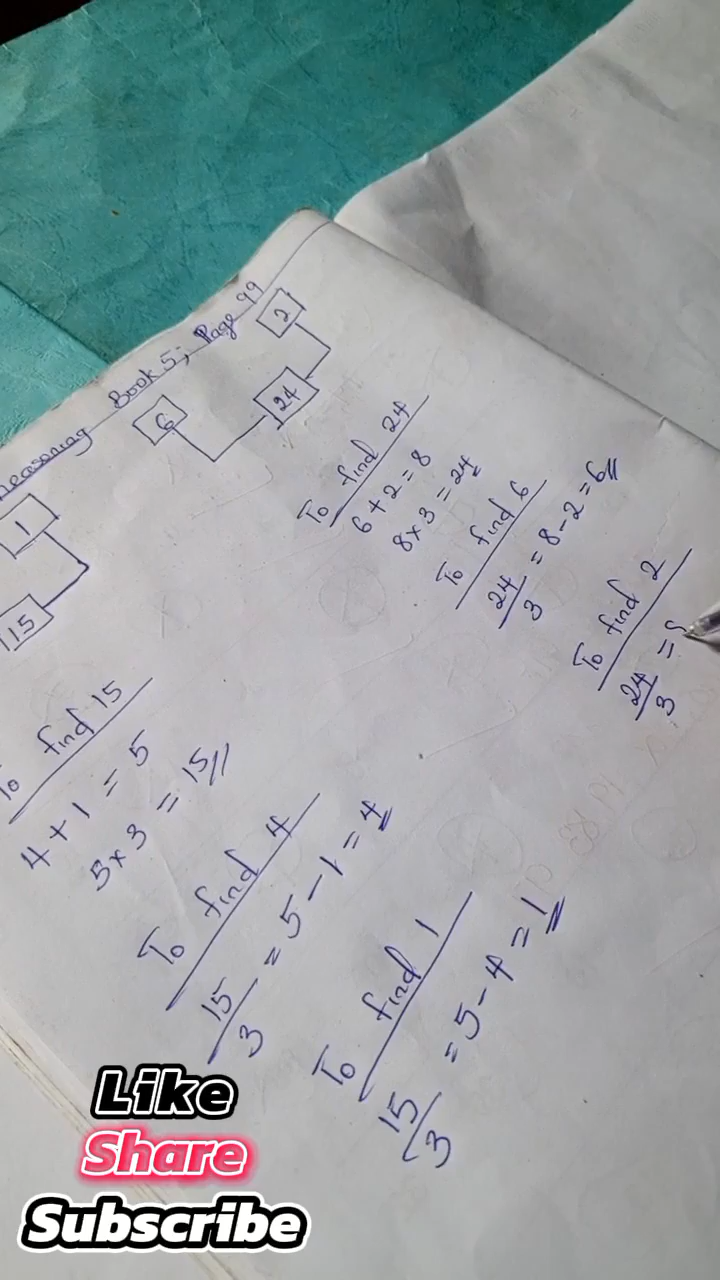 reasoning Book 5; Page 99
1
15
6
24
2
To find 24
6 + 2 = 8
8 x 3 = 24
To find 6
24/3 = 8 - 2 = 6
To find 2
24/3 =
To find 15
4 + 1 = 5
5 x 3 = 15
To find 4
15/3 = 5 - 1 = 4
To find 1
15/3 = 5 - 4 = 1
Like
Share
Subscribe